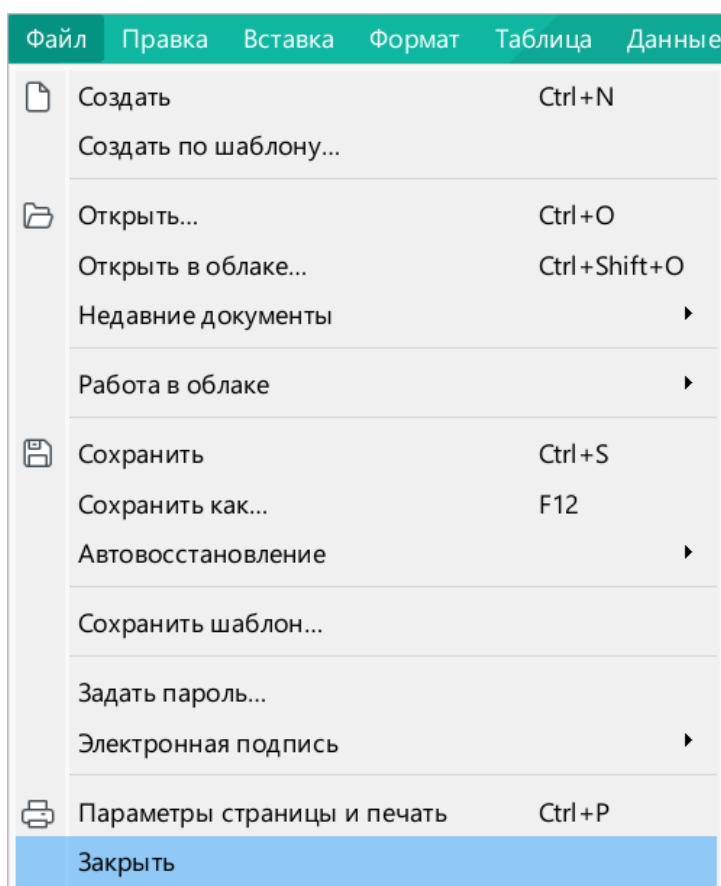 Файл Правка Вставка Формат Таблица Данные
Создать Ctrl+N
Создать по шаблону...
Открыть... Ctrl+O
Открыть в облаке... Ctrl+Shift+O
Недавние документы
Работа в облаке
Сохранить Ctrl+S
Сохранить как... F12
Автовосстановление
Сохранить шаблон...
Задать пароль...
Электронная подпись
Параметры страницы и печать Ctrl+P
Закрыть